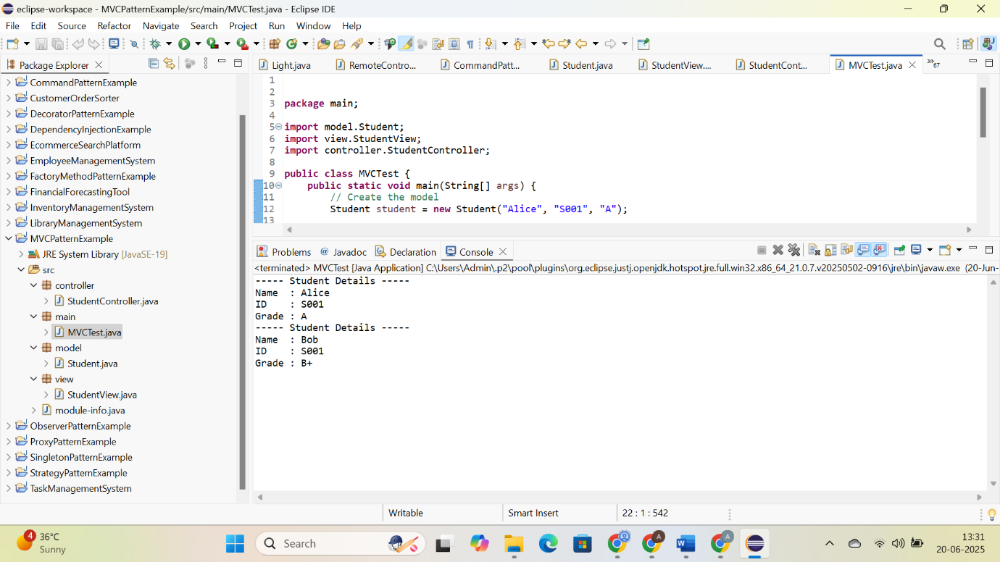 eclipse-workspace - MVCPatternExample/src/main/MVCTest.java - Eclipse IDE
File Edit Source Refactor Navigate Search Project Run Window Help
Package Explorer
Light.java RemoteContro... CommandPatt... Student.java StudentView.... StudentCont... MVCTest.java 67
CommandPatternExample
CustomerOrderSorter
DecoratorPatternExample
DependencyInjectionExample
EcommerceSearchPlatform
EmployeeManagementSystem
FactoryMethodPatternExample
FinancialForecastingTool
InventoryManagementSystem
LibraryManagementSystem
MVCPatternExample
JRE System Library [JavaSE-19]
src
controller
StudentController.java
main
MVCTest.java
model
Student.java
view
StudentView.java
module-info.java
ObserverPatternExample
ProxyPatternExample
SingletonPatternExample
StrategyPatternExample
TaskManagementSystem
1
2
3 package main;
4
5 import model.Student;
6 import view.StudentView;
7 import controller.StudentController;
8
9 public class MVCTest {
10 public static void main(String[] args) {
11 // Create the model
12 Student student = new Student("Alice", "S001", "A");
13
Problems @ Javadoc Declaration Console
<terminated> MVCTest [Java Application] C:\Users\Admin\.p2\pool\plugins\org.eclipse.justj.openjdk.hotspot.jre.full.win32.x86_64_21.0.7.v20250502-0916\jre\bin\javaw.exe (20-Jun-
----- Student Details -----
Name : Alice
ID : S001
Grade : A
----- Student Details -----
Name : Bob
ID : S001
Grade : B+
Writable Smart Insert 22 : 1 : 542
4 36°C
Sunny
Search
13:31
20-06-2025